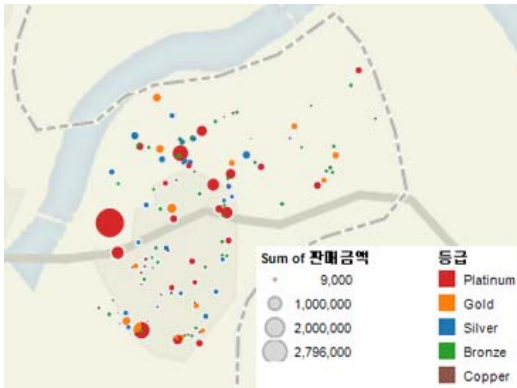 Sum of 판매금액
9,000
1,000,000
2,000,000
2,796,000
등급
Platinum
Gold
Silver
Bronze
Copper